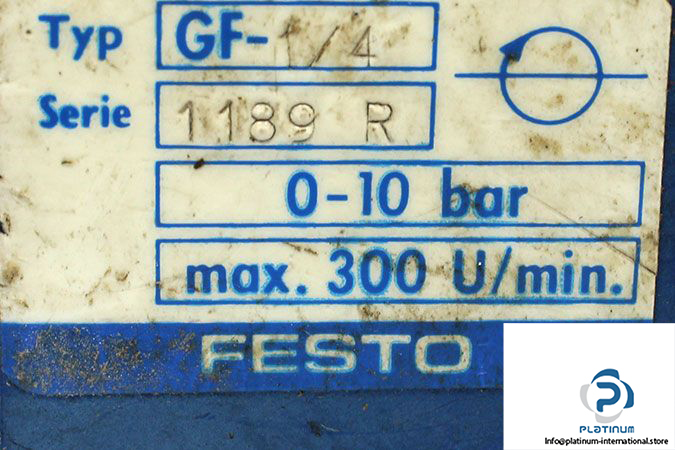 Typ GF-1/4
Serie 1189 R
0-10 bar
max. 300 U/min.
FESTO
PLATINUM
Info@platinum-international.store